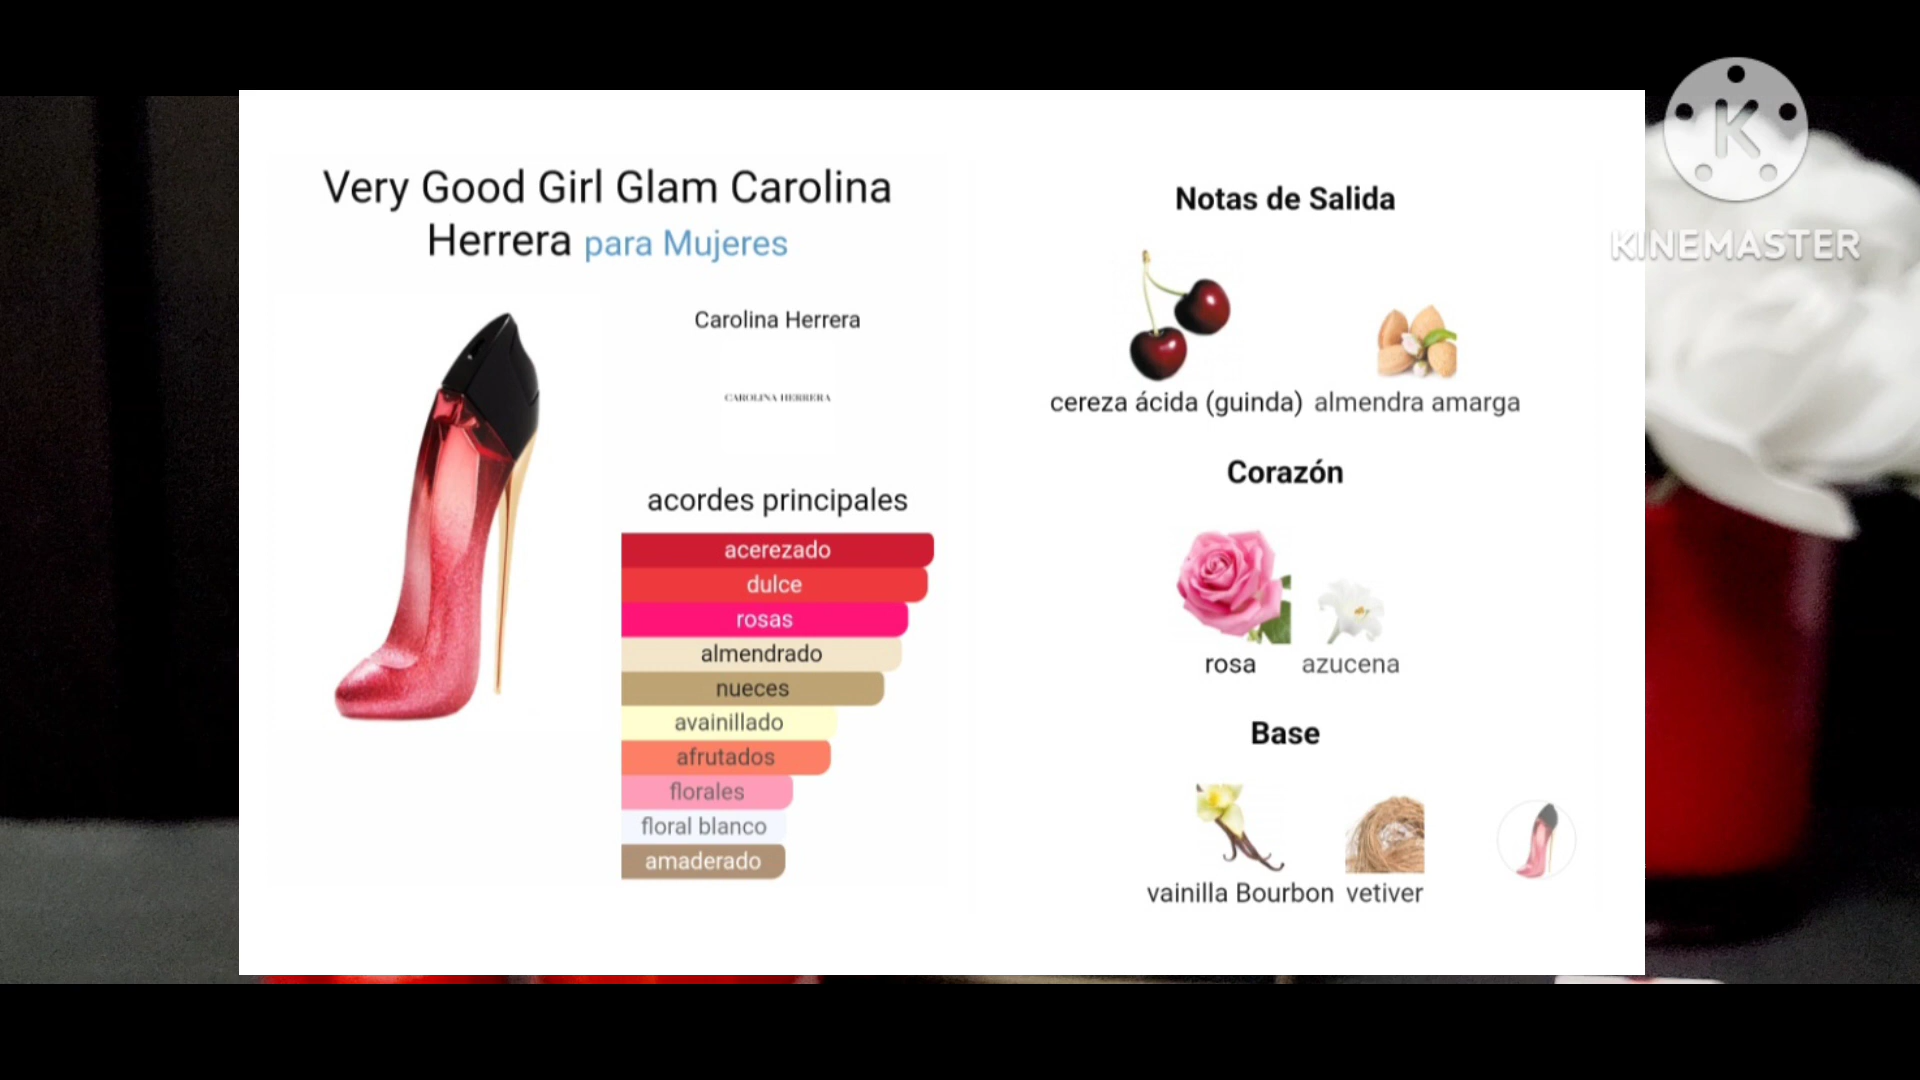 Very Good Girl Glam Carolina
Herrera para Mujeres
Carolina Herrera
CAROLINA HERRERA
acordes principales
acerezado
dulce
rosas
almendrado
nueces
avainillado
afrutados
florales
floral blanco
amaderado
Notas de Salida
cereza ácida (guinda) almendra amarga
Corazón
rosa azucena
Base
vainilla Bourbon vetiver
K
KINEMASTER